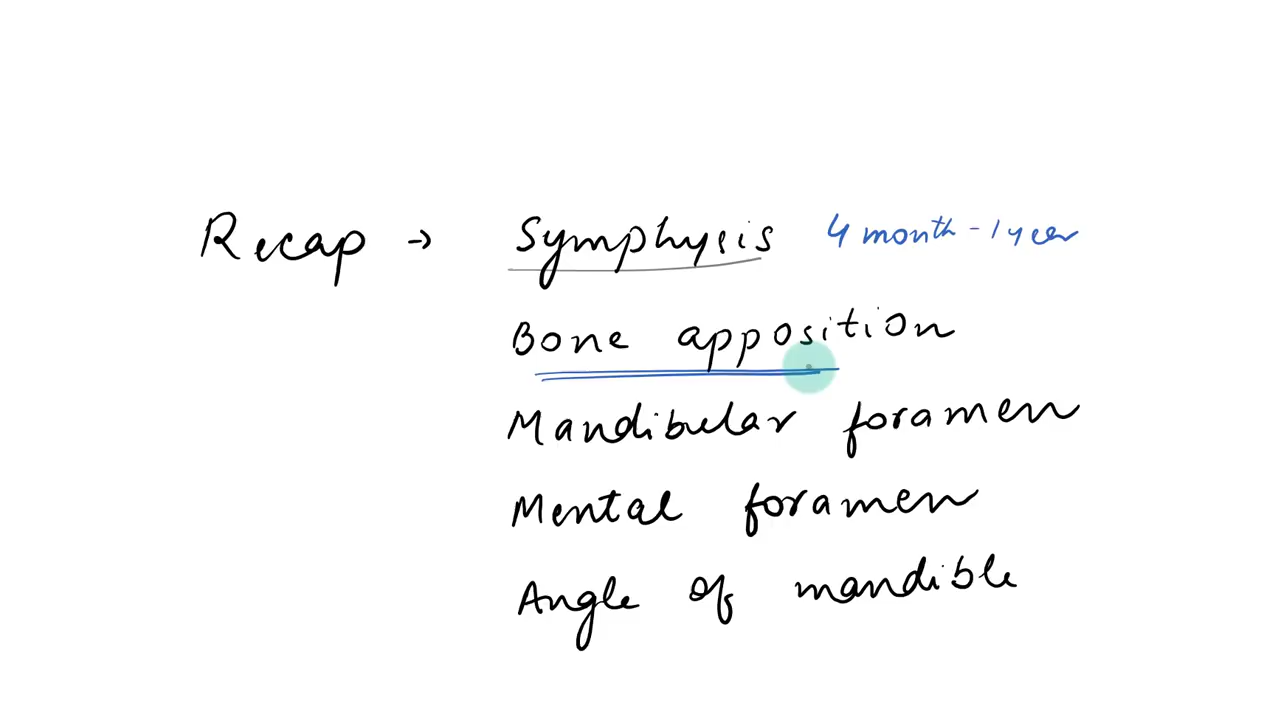 Recap → Symphysis 4 month - 1 year
Bone apposition
Mandibular foramen
Mental foramen
Angle of mandible